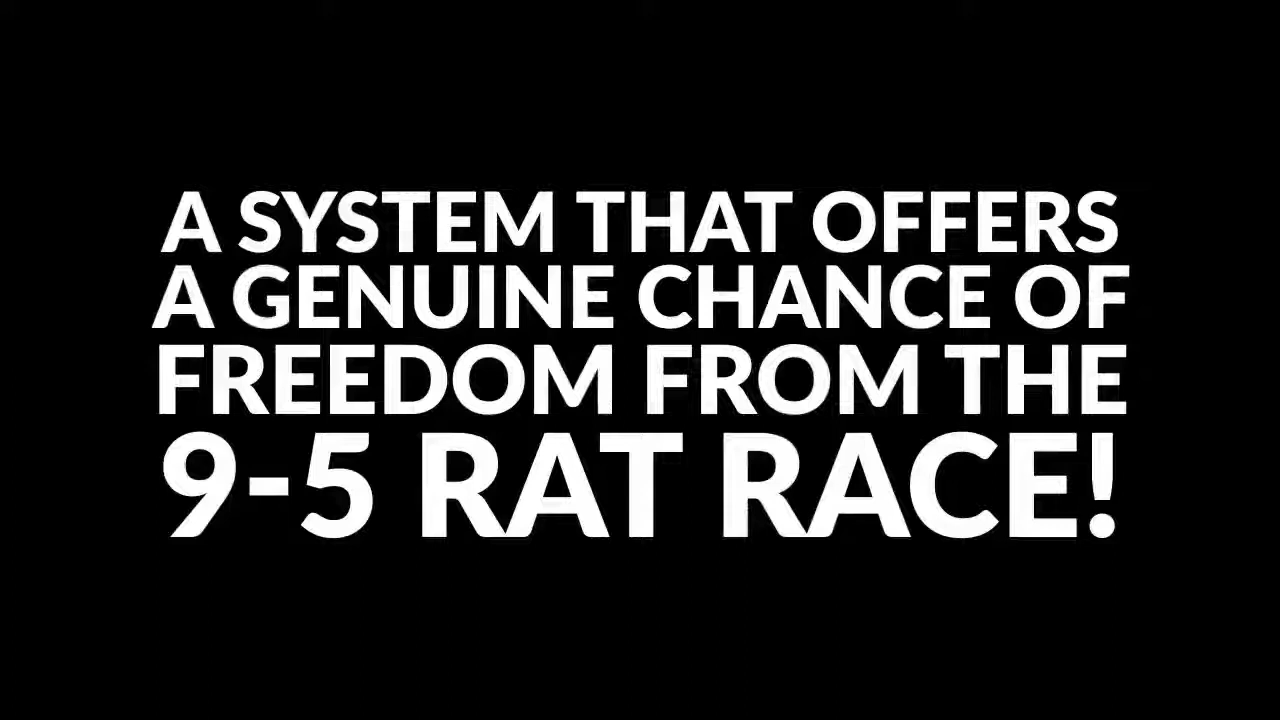 A SYSTEM THAT OFFERS
A GENUINE CHANCE OF
FREEDOM FROM THE
9-5 RAT RACE!